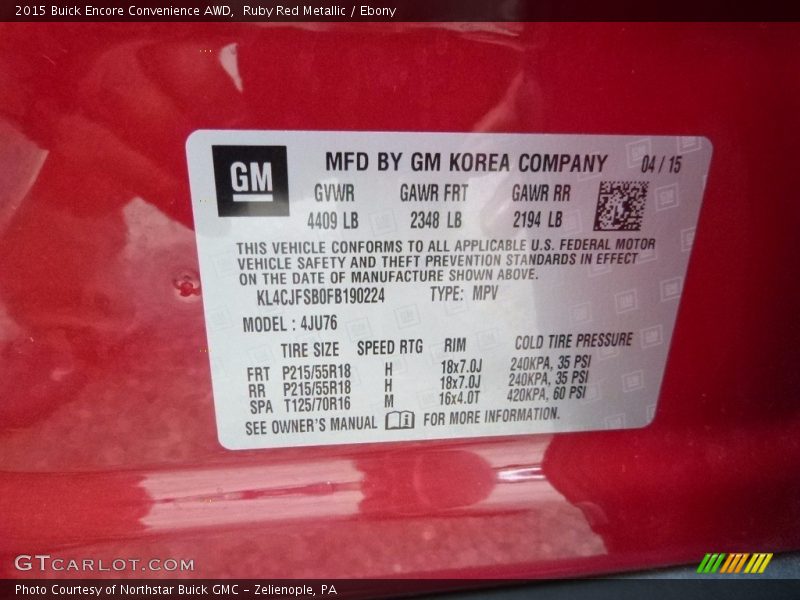 2015 Buick Encore Convenience AWD,  Ruby Red Metallic / Ebony
GM
MFD BY GM KOREA COMPANY 04 / 15
GVWR GAWR FRT GAWR RR
4409 LB 2348 LB 2194 LB
THIS VEHICLE CONFORMS TO ALL APPLICABLE U.S. FEDERAL MOTOR
VEHICLE SAFETY AND THEFT PREVENTION STANDARDS IN EFFECT
ON THE DATE OF MANUFACTURE SHOWN ABOVE.
KL4CJFSB0FB190224 TYPE: MPV
MODEL : 4JU76
TIRE SIZE SPEED RTG RIM COLD TIRE PRESSURE
FRT P215/55R18 H 18x7.0J 240KPA, 35 PSI
RR P215/55R18 H 18x7.0J 240KPA, 35 PSI
SPA T125/70R16 M 16x4.0T 420KPA, 60 PSI
SEE OWNER'S MANUAL FOR MORE INFORMATION.
GTCARLOT.COM
Photo Courtesy of Northstar Buick GMC - Zelienople, PA